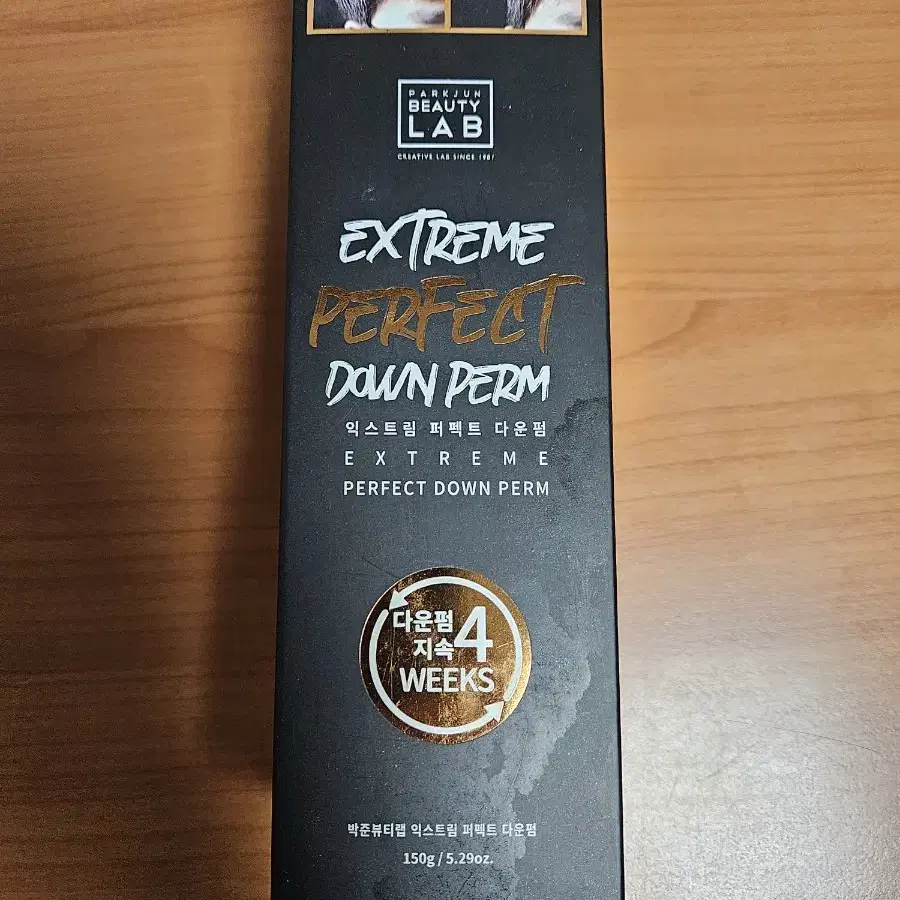 PARKJUN
BEAUTY
LAB
CREATIVE LAB SINCE 1981
EXTREME
PERFECT
DOWN PERM
익스트림 퍼펙트 다운펌
EXTREME
PERFECT DOWN PERM
다운펌
지속 4
WEEKS
박준뷰티랩 익스트림 퍼펙트 다운펌
150g / 5.29oz.